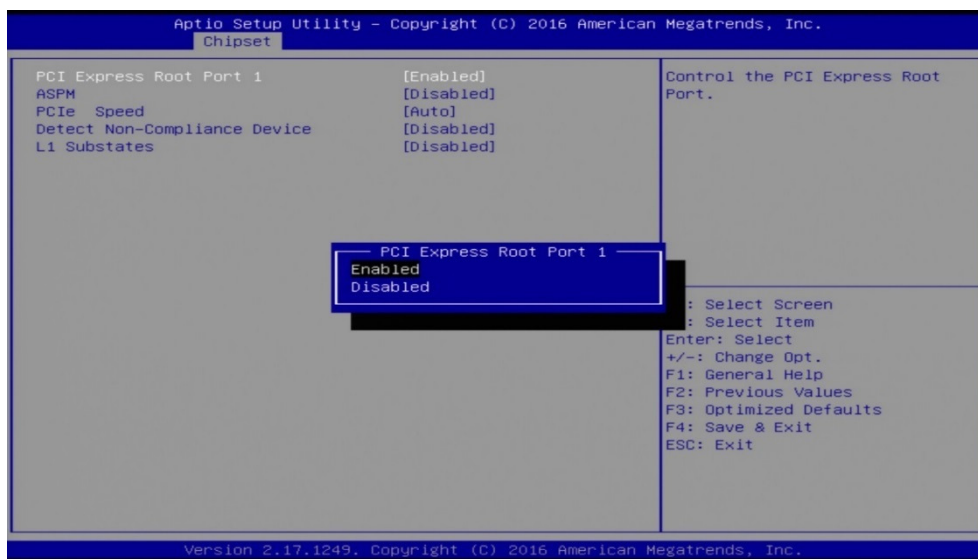 Aptio Setup Utility – Copyright (C) 2016 American Megatrends, Inc.
Chipset
PCI Express Root Port 1 [Enabled]
ASPM [Disabled]
PCIe Speed [Auto]
Detect Non-Compliance Device [Disabled]
L1 Substates [Disabled]
Control the PCI Express Root
Port.
PCI Express Root Port 1
Enabled
Disabled
: Select Screen
: Select Item
Enter: Select
+/-: Change Opt.
F1: General Help
F2: Previous Values
F3: Optimized Defaults
F4: Save & Exit
ESC: Exit
Version 2.17.1249. Copyright (C) 2016 American Megatrends, Inc.